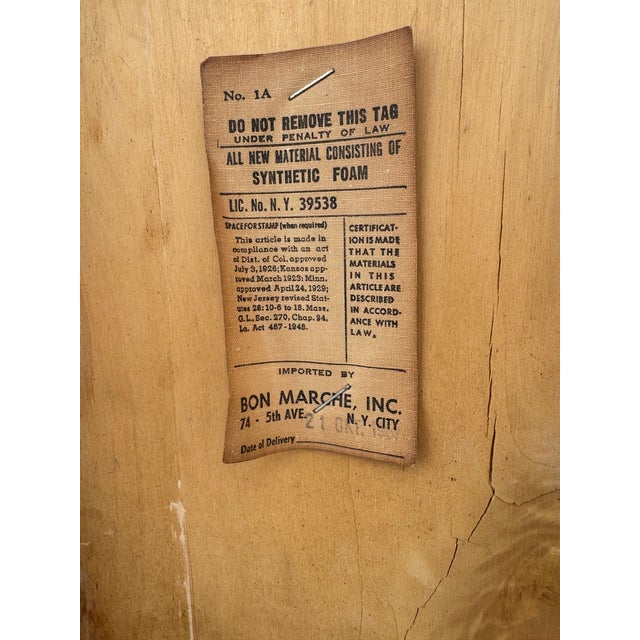 No. 1A
DO NOT REMOVE THIS TAG
UNDER PENALTY OF LAW
ALL NEW MATERIAL CONSISTING OF
SYNTHETIC FOAM
LIC. No. N. Y. 39538
SPACE FOR STAMP (when required)
This article is made in
compliance with an act
of Dist. of Col. approved
July 3, 1926; Kansas app-
roved March 1923; Minn.
approved April 24, 1929;
New Jersey revised Stat-
utes 26: 10-6 to 18. Mass.
G.L., Sec. 270, Chap. 94,
La. Act 467-1948.
CERTIFICAT-
ION IS MADE
THAT THE
MATERIALS
IN THIS
ARTICLE ARE
DESCRIBED
IN ACCORD-
ANCE WITH
LAW.
IMPORTED BY
BON MARCHE, INC.
74 - 5th AVE. N. Y. CITY
21 OKT.
Date of Delivery